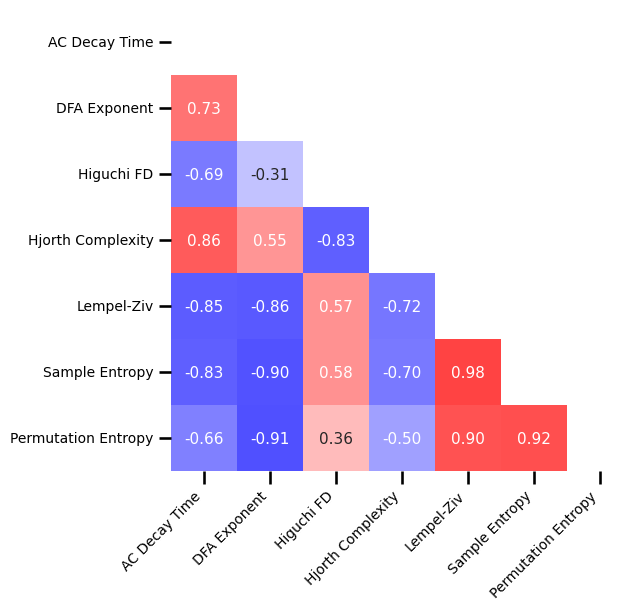 AC Decay Time
DFA Exponent 0.73
Higuchi FD -0.69 -0.31
Hjorth Complexity 0.86 0.55 -0.83
Lempel-Ziv -0.85 -0.86 0.57 -0.72
Sample Entropy -0.83 -0.90 0.58 -0.70 0.98
Permutation Entropy -0.66 -0.91 0.36 -0.50 0.90 0.92
AC Decay Time
DFA Exponent
Higuchi FD
Hjorth Complexity
Lempel-Ziv
Sample Entropy
Permutation Entropy